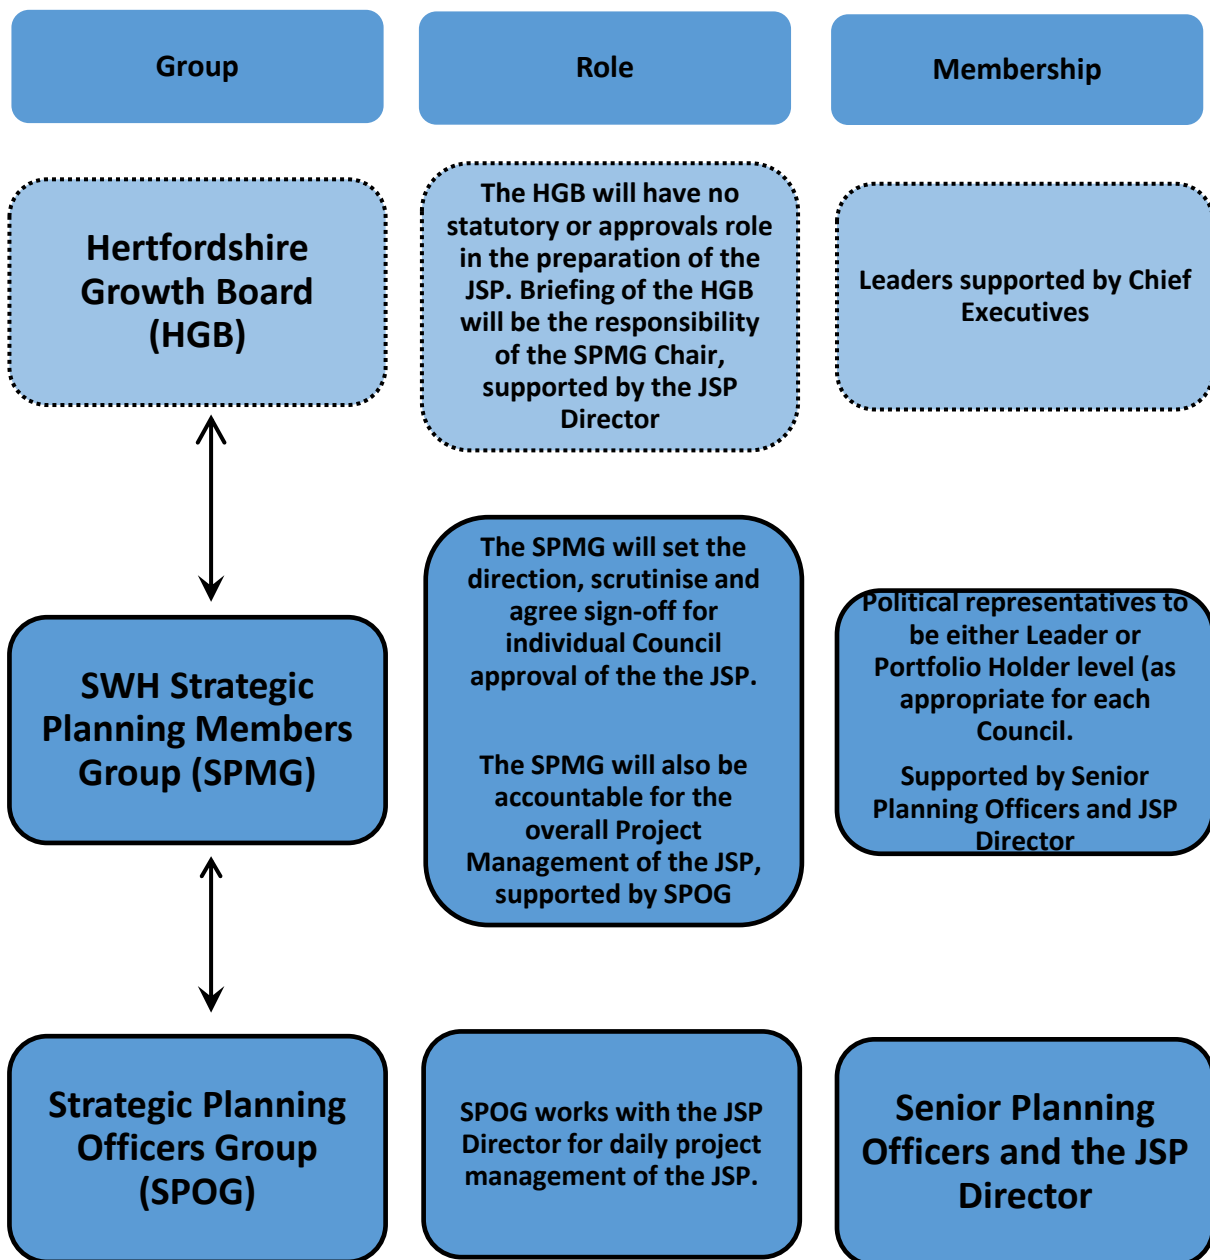 Group
Role
Membership
Hertfordshire
Growth Board
(HGB)
The HGB will have no
statutory or approvals role
in the preparation of the
JSP. Briefing of the HGB
will be the responsibility
of the SPMG Chair,
supported by the JSP
Director
Leaders supported by Chief
Executives
SWH Strategic
Planning Members
Group (SPMG)
The SPMG will set the
direction, scrutinise and
agree sign-off for
individual Council
approval of the the JSP.
The SPMG will also be
accountable for the
overall Project
Management of the JSP,
supported by SPOG
Political representatives to
be either Leader or
Portfolio Holder level (as
appropriate for each
Council.
Supported by Senior
Planning Officers and JSP
Director
Strategic Planning
Officers Group
(SPOG)
SPOG works with the JSP
Director for daily project
management of the JSP.
Senior Planning
Officers and the JSP
Director